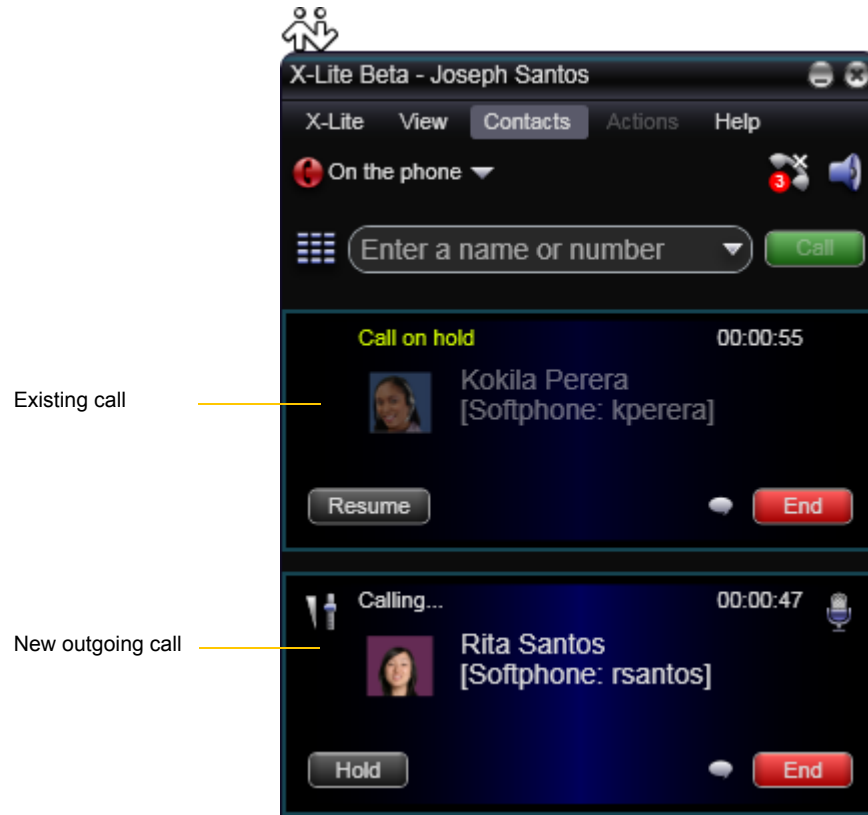 X-Lite Beta - Joseph Santos
X-Lite View Contacts Actions Help
On the phone
3
Enter a name or number Call
Call on hold 00:00:55
Kokila Perera
[Softphone: kperera]
Existing call
Resume End
Calling... 00:00:47
Rita Santos
[Softphone: rsantos]
New outgoing call
Hold End